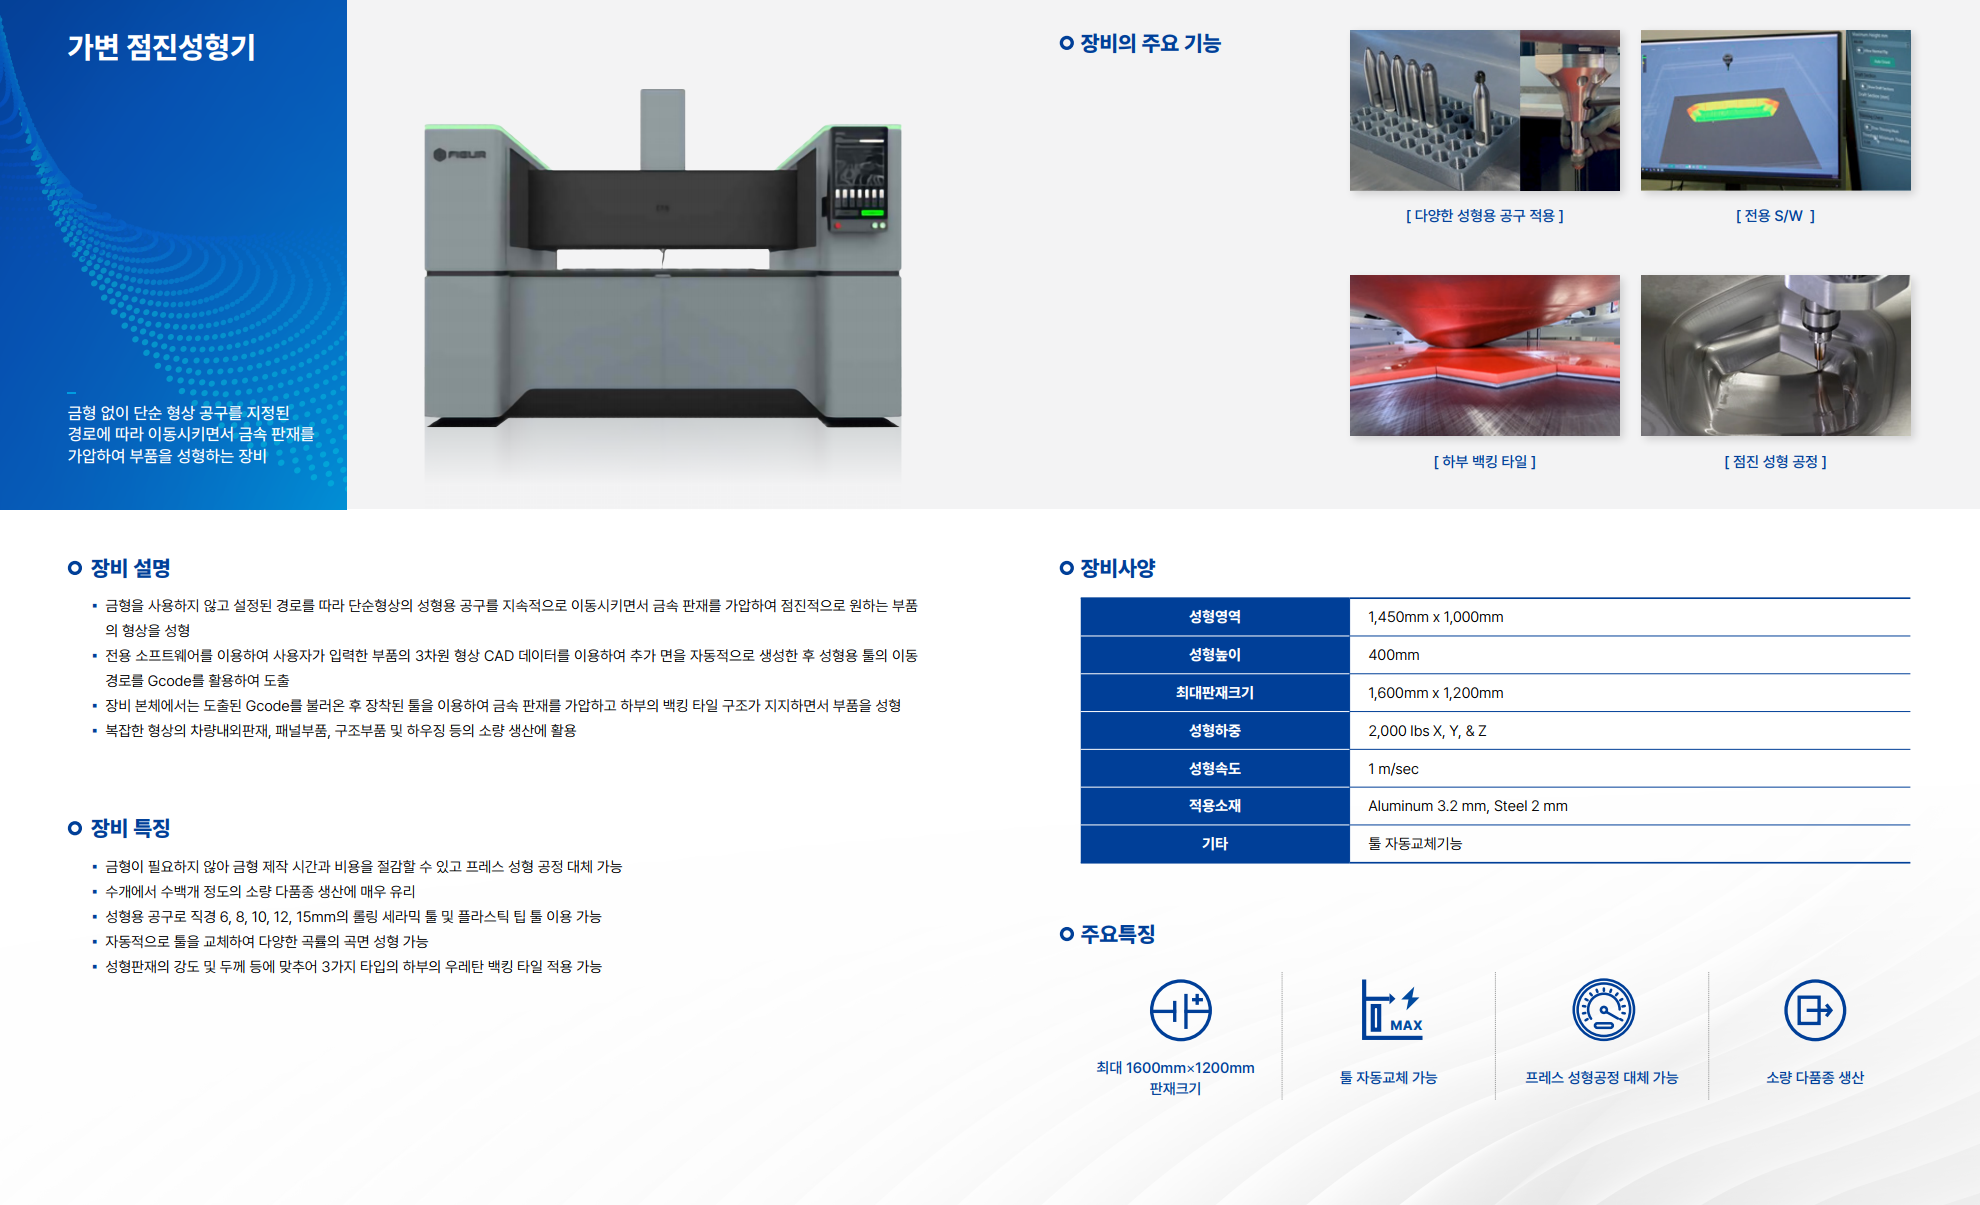 가변 점진성형기
금형 없이 단순 형상 공구를 지정된
경로에 따라 이동시키면서 금속 판재를
가압하여 부품을 성형하는 장비
FIGUR
장비의 주요 기능
[ 다양한 성형용 공구 적용 ]
[ 전용 S/W ]
[ 하부 백킹 타일 ]
[ 점진 성형 공정 ]
장비 설명
▪ 금형을 사용하지 않고 설정된 경로를 따라 단순형상의 성형용 공구를 지속적으로 이동시키면서 금속 판재를 가압하여 점진적으로 원하는 부품
의 형상을 성형
▪ 전용 소프트웨어를 이용하여 사용자가 입력한 부품의 3차원 형상 CAD 데이터를 이용하여 추가 면을 자동적으로 생성한 후 성형용 툴의 이동
경로를 Gcode를 활용하여 도출
▪ 장비 본체에서는 도출된 Gcode를 불러온 후 장착된 툴을 이용하여 금속 판재를 가압하고 하부의 백킹 타일 구조가 지지하면서 부품을 성형
▪ 복잡한 형상의 차량내외판재, 패널부품, 구조부품 및 하우징 등의 소량 생산에 활용
장비 특징
▪ 금형이 필요하지 않아 금형 제작 시간과 비용을 절감할 수 있고 프레스 성형 공정 대체 가능
▪ 수개에서 수백개 정도의 소량 다품종 생산에 매우 유리
▪ 성형용 공구로 직경 6, 8, 10, 12, 15mm의 롤링 세라믹 툴 및 플라스틱 팁 툴 이용 가능
▪ 자동적으로 툴을 교체하여 다양한 곡률의 곡면 성형 가능
▪ 성형판재의 강도 및 두께 등에 맞추어 3가지 타입의 하부의 우레탄 백킹 타일 적용 가능
장비사양
성형영역 1,450mm x 1,000mm
성형높이 400mm
최대판재크기 1,600mm x 1,200mm
성형하중 2,000 lbs X, Y, & Z
성형속도 1 m/sec
적용소재 Aluminum 3.2 mm, Steel 2 mm
기타 툴 자동교체기능
주요특징
MAX
최대 1600mm×1200mm
판재크기
툴 자동교체 가능
프레스 성형공정 대체 가능
소량 다품종 생산